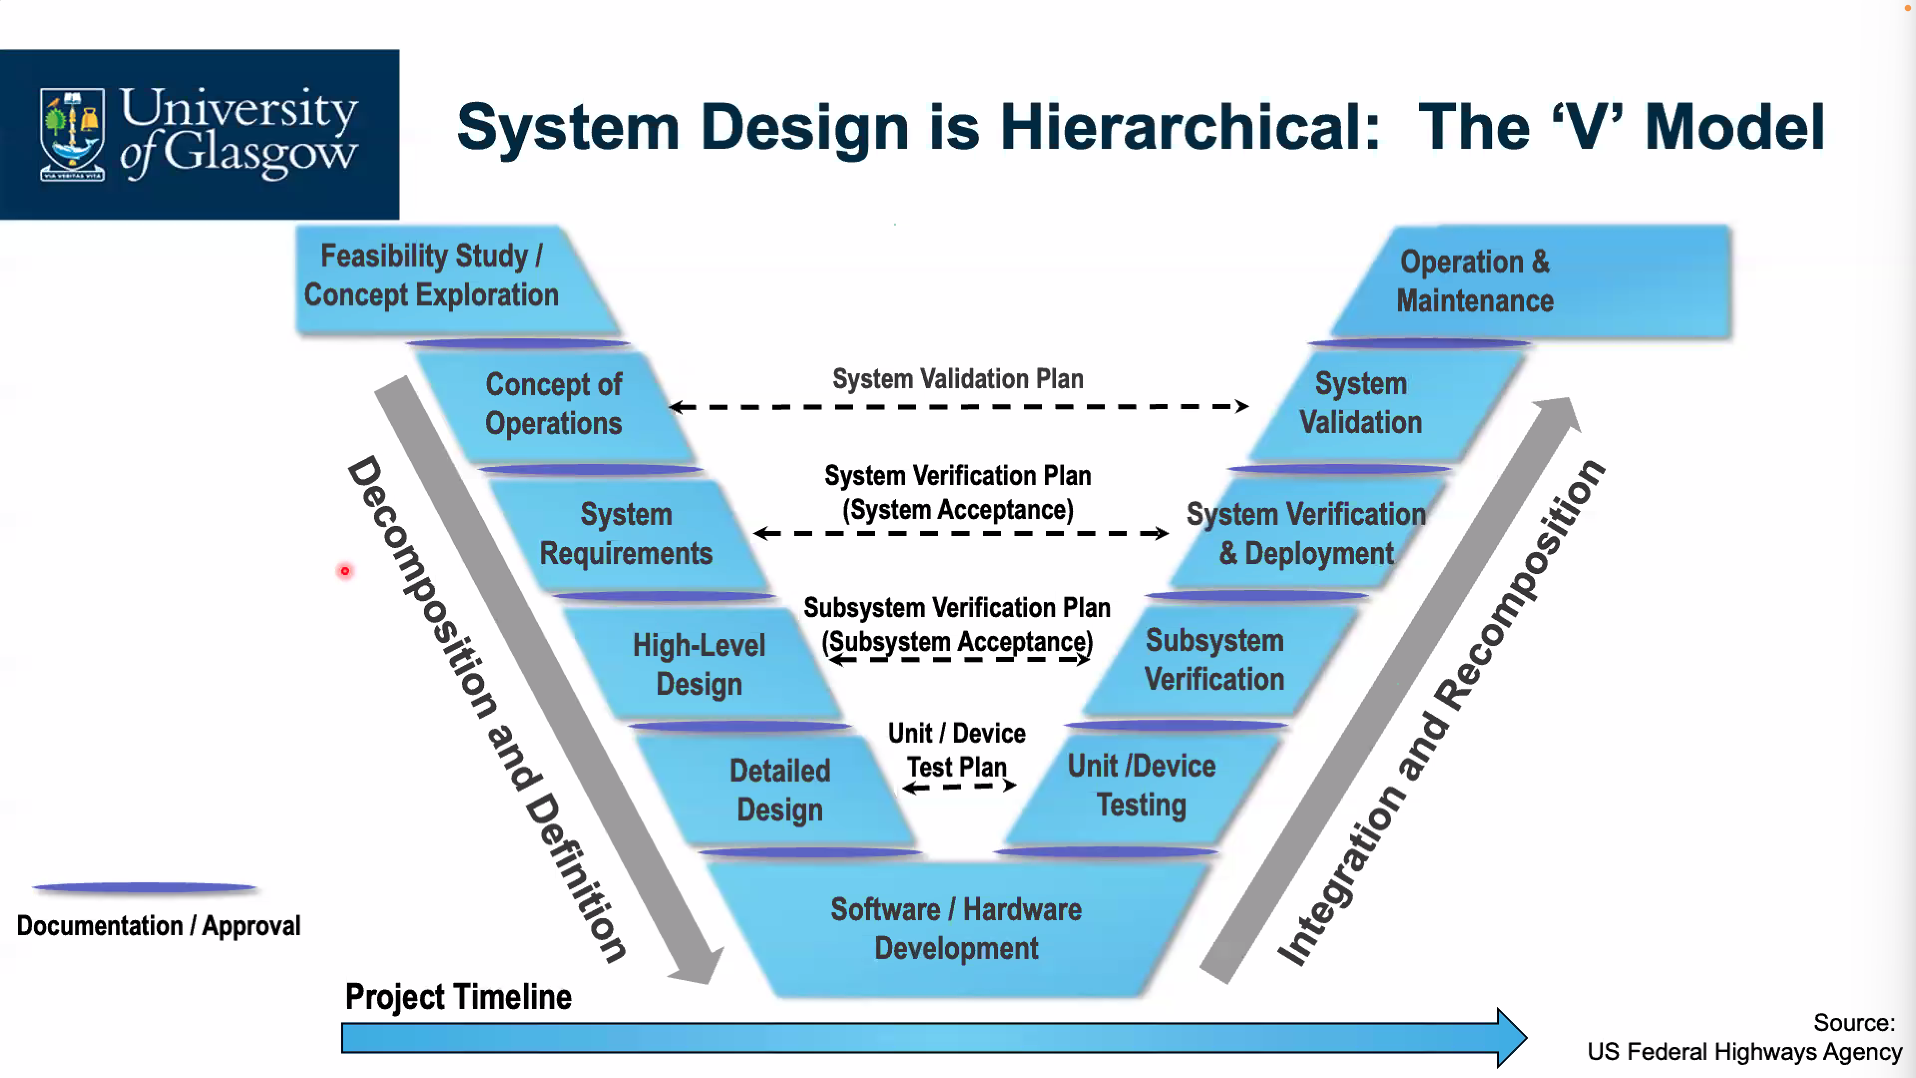 University
of Glasgow
VIA VERITAS VITA
System Design is Hierarchical:  The ‘V’ Model
Feasibility Study /
Concept Exploration
Operation &
Maintenance
Concept of
Operations
System Validation Plan
System
Validation
System
Requirements
System Verification Plan
(System Acceptance)
System Verification
& Deployment
High-Level
Design
Subsystem Verification Plan
(Subsystem Acceptance)
Subsystem
Verification
Detailed
Design
Unit / Device
Test Plan
Unit /Device
Testing
Software / Hardware
Development
Decomposition and Definition
Integration and Recomposition
Documentation / Approval
Project Timeline
Source:
US Federal Highways Agency